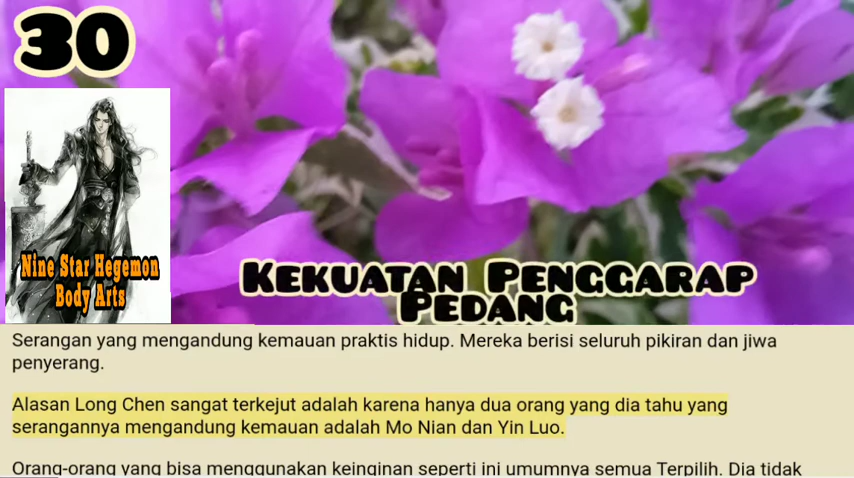 30
Nine Star Hegemon
Body Arts
Kekuatan Penggarap
Pedang
Serangan yang mengandung kemauan praktis hidup. Mereka berisi seluruh pikiran dan jiwa
penyerang.
Alasan Long Chen sangat terkejut adalah karena hanya dua orang yang dia tahu yang
serangannya mengandung kemauan adalah Mo Nian dan Yin Luo.
Orang-orang yang bisa menggunakan keinginan seperti ini umumnya semua Terpilih. Dia tidak